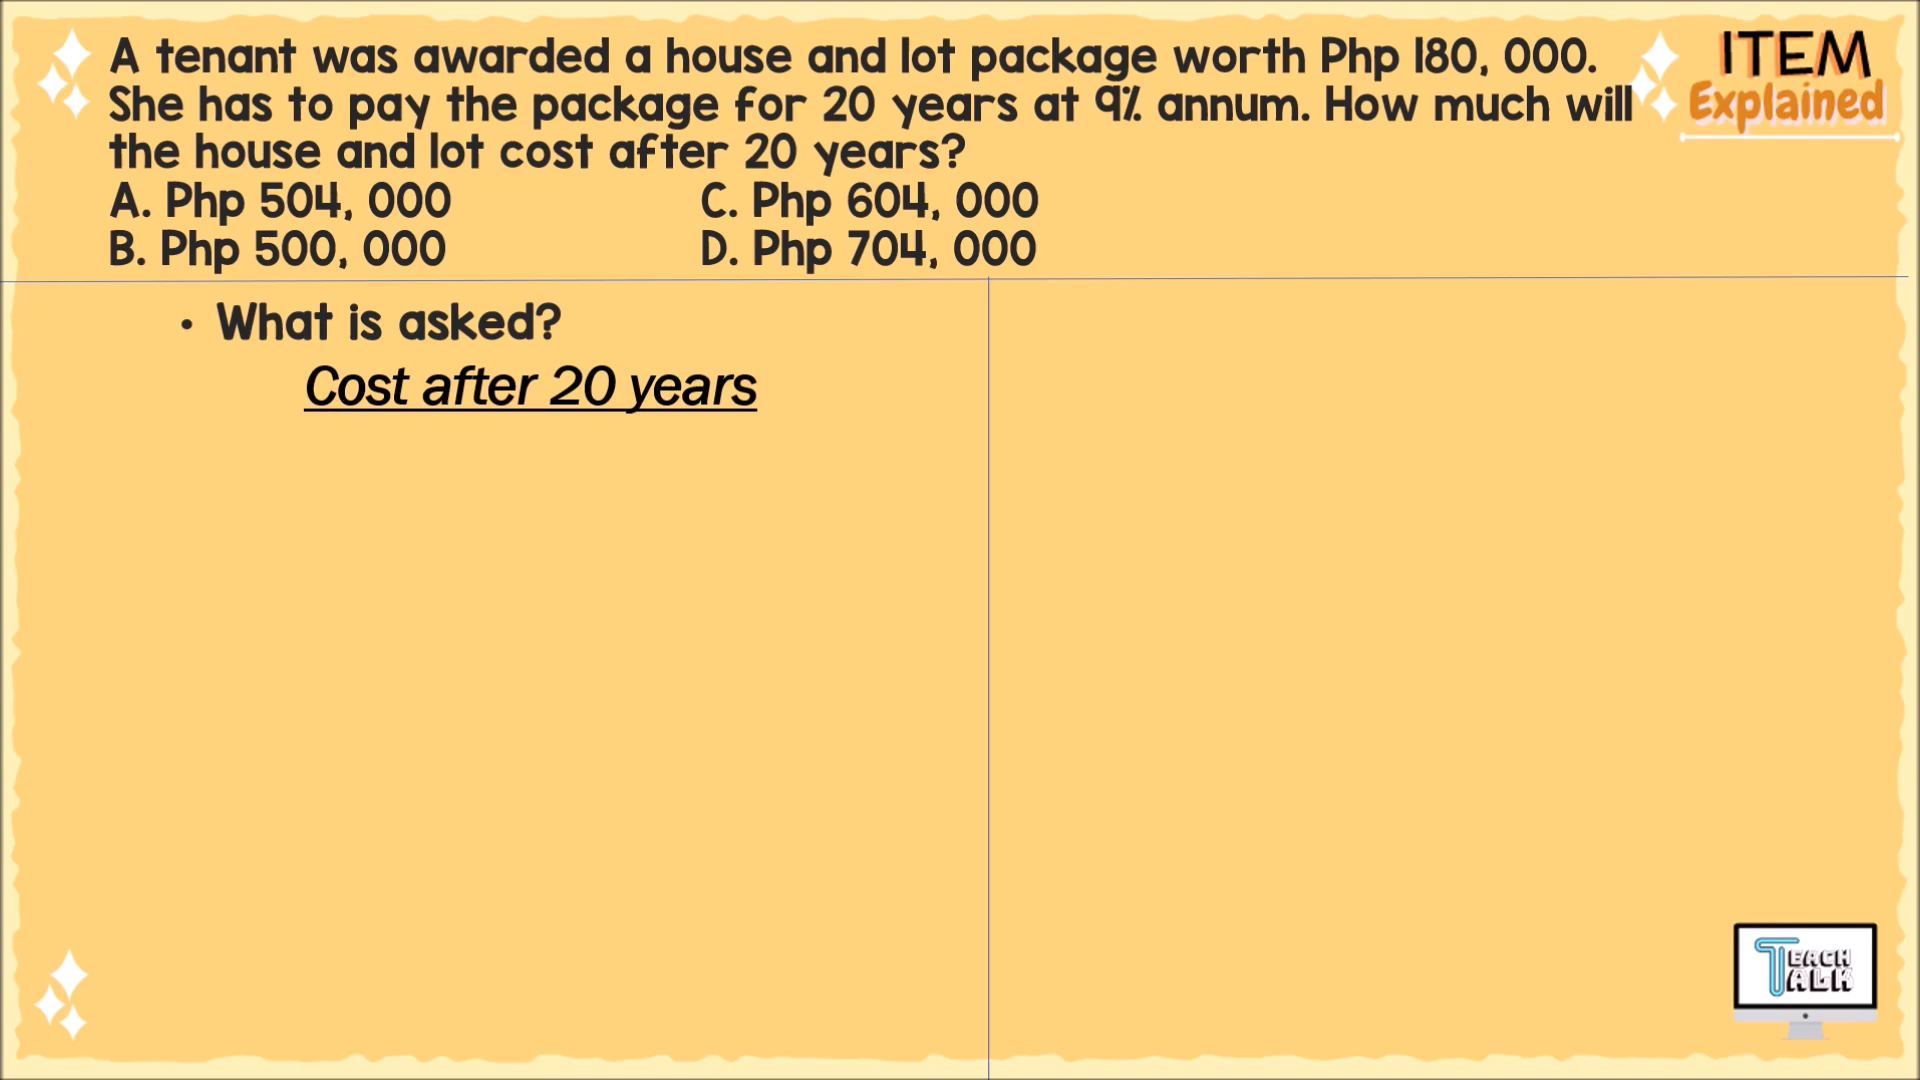 A tenant was awarded a house and lot package worth Php 180, 000.
She has to pay the package for 20 years at 9% annum. How much will
the house and lot cost after 20 years?
A. Php 504, 000 C. Php 604, 000
B. Php 500, 000 D. Php 704, 000
ITEM
Explained
• What is asked?
Cost after 20 years
TEACH
TALK